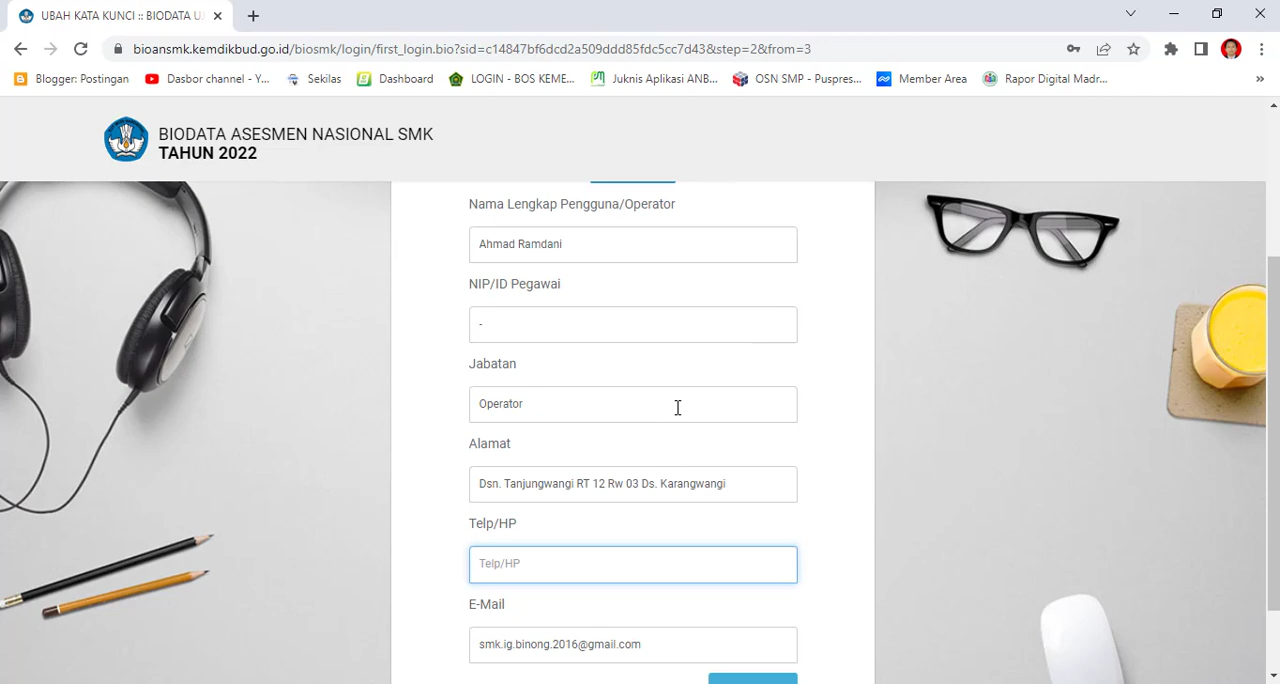 UBAH KATA KUNCI :: BIODATA U
bioansmk.kemdikbud.go.id/biosmk/login/first_login.bio?sid=c14847bf6dcd2a509ddd85fdc5cc7d43&step=2&from=3
Blogger: Postingan
Dasbor channel - Y...
Sekilas
Dashboard
LOGIN - BOS KEME...
Juknis Aplikasi ANB...
OSN SMP - Puspres...
Member Area
Rapor Digital Madr...
»
BIODATA ASESMEN NASIONAL SMK
TAHUN 2022
Nama Lengkap Pengguna/Operator
Ahmad Ramdani
NIP/ID Pegawai
-
Jabatan
Operator
Alamat
Dsn. Tanjungwangi RT 12 Rw 03 Ds. Karangwangi
Telp/HP
Telp/HP
E-Mail
smk.ig.binong.2016@gmail.com